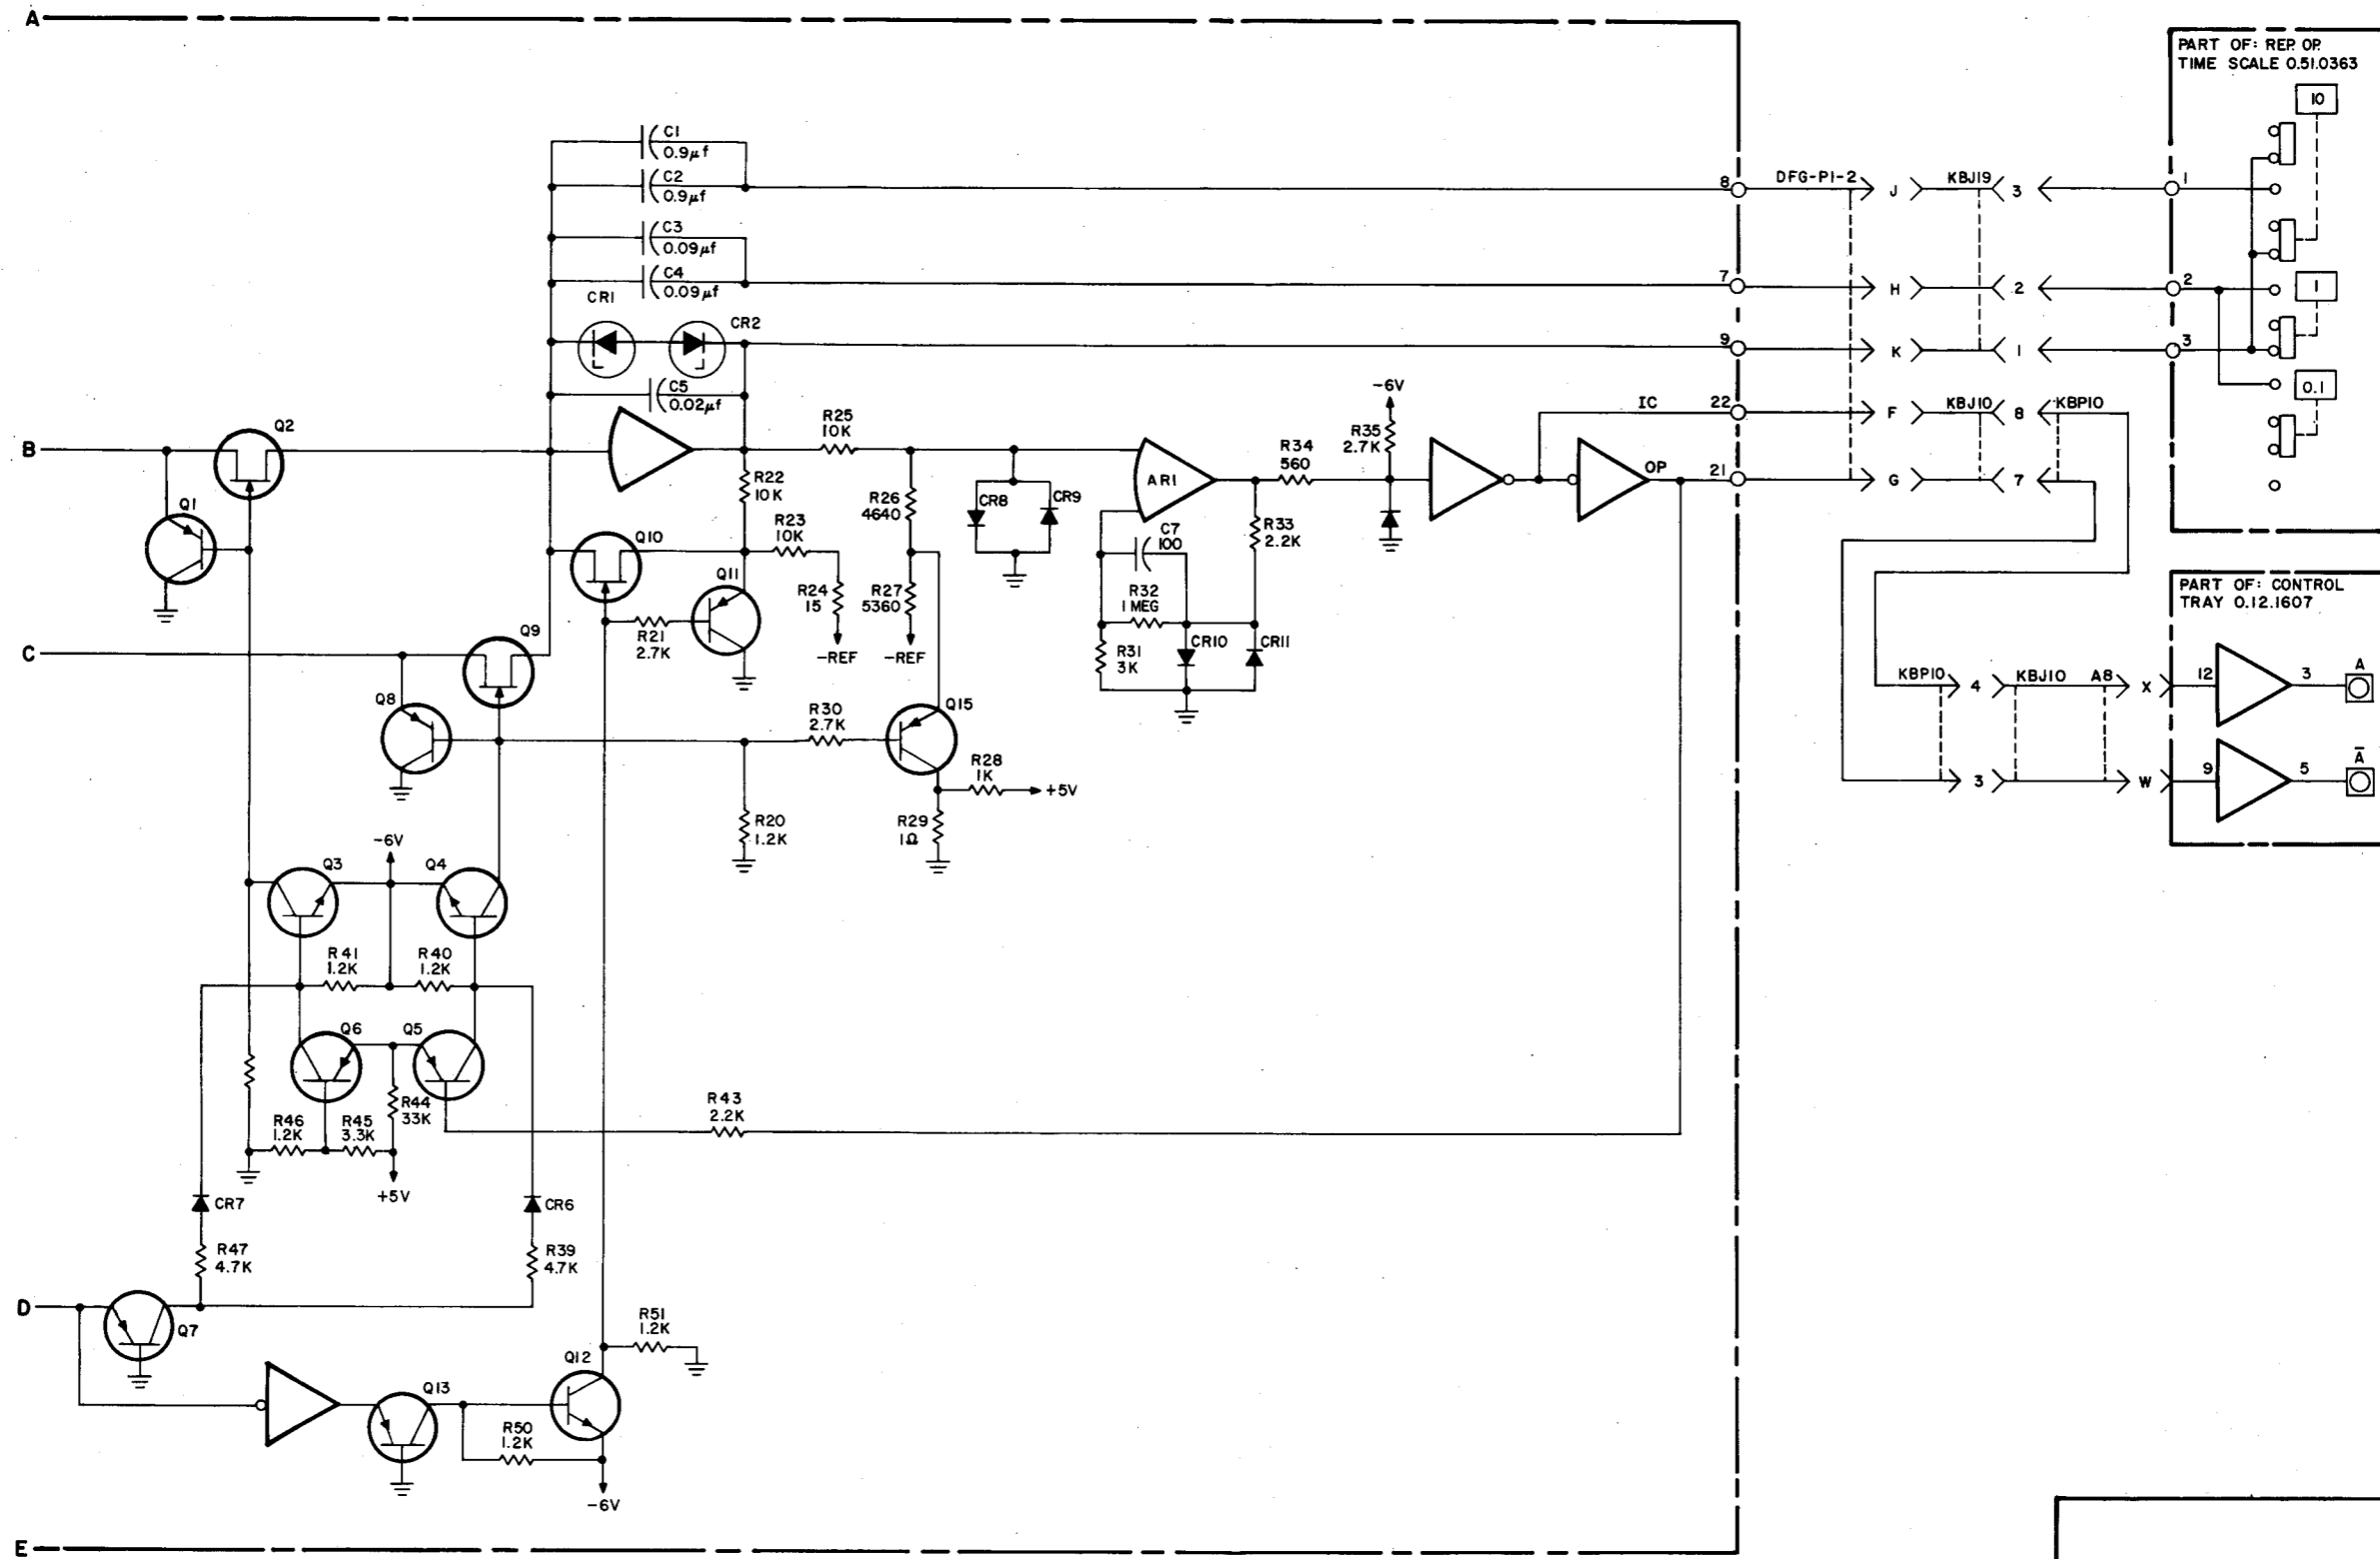 A
PART OF: REP. OP.
TIME SCALE 0.51.0363
10
C1
0.9μf
C2
0.9μf
8
DFG-P1-2
J
KBJ19
3
1
C3
0.09μf
C4
0.09μf
7
H
2
2
1
CR1
CR2
9
K
1
3
C5
0.02μf
0.1
-6V
IC
22
F
KBJ10
8
KBP10
B
Q2
R25
10K
R35
2.7K
R34
560
OP
21
G
7
AR1
R22
10K
R26
4640
CR8
CR9
Q1
R23
10K
C7
100
R33
2.2K
Q10
Q11
R24
15
R27
5360
R32
1 MEG
PART OF: CONTROL
TRAY 0.12.1607
R21
2.7K
-REF
-REF
R31
3K
CR10
CR11
C
Q9
KBP10
4
KBJ10
A8
X
12
3
A
Q8
R30
2.7K
Q15
R28
1K
+5V
3
W
9
5
Ā
R20
1.2K
R29
1Ω
-6V
Q3
Q4
R41
1.2K
R40
1.2K
Q6
Q5
R44
33K
R43
2.2K
R46
1.2K
R45
3.3K
+5V
CR7
CR6
R47
4.7K
R39
4.7K
D
Q7
R51
1.2K
Q12
Q13
R50
1.2K
-6V
E